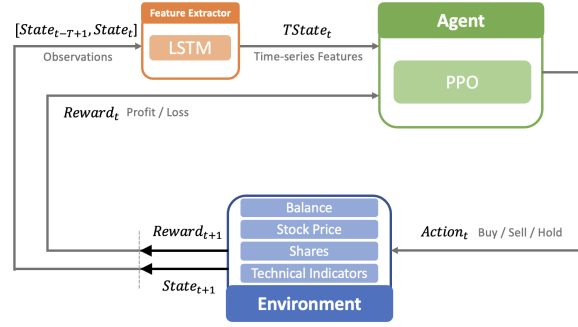 Feature Extractor
LSTM
[State_{t-T+1}, State_t]
Observations
TState_t
Time-series Features
Agent
PPO
Reward_t Profit / Loss
Balance
Stock Price
Shares
Technical Indicators
Environment
Reward_{t+1}
State_{t+1}
Action_t Buy / Sell / Hold